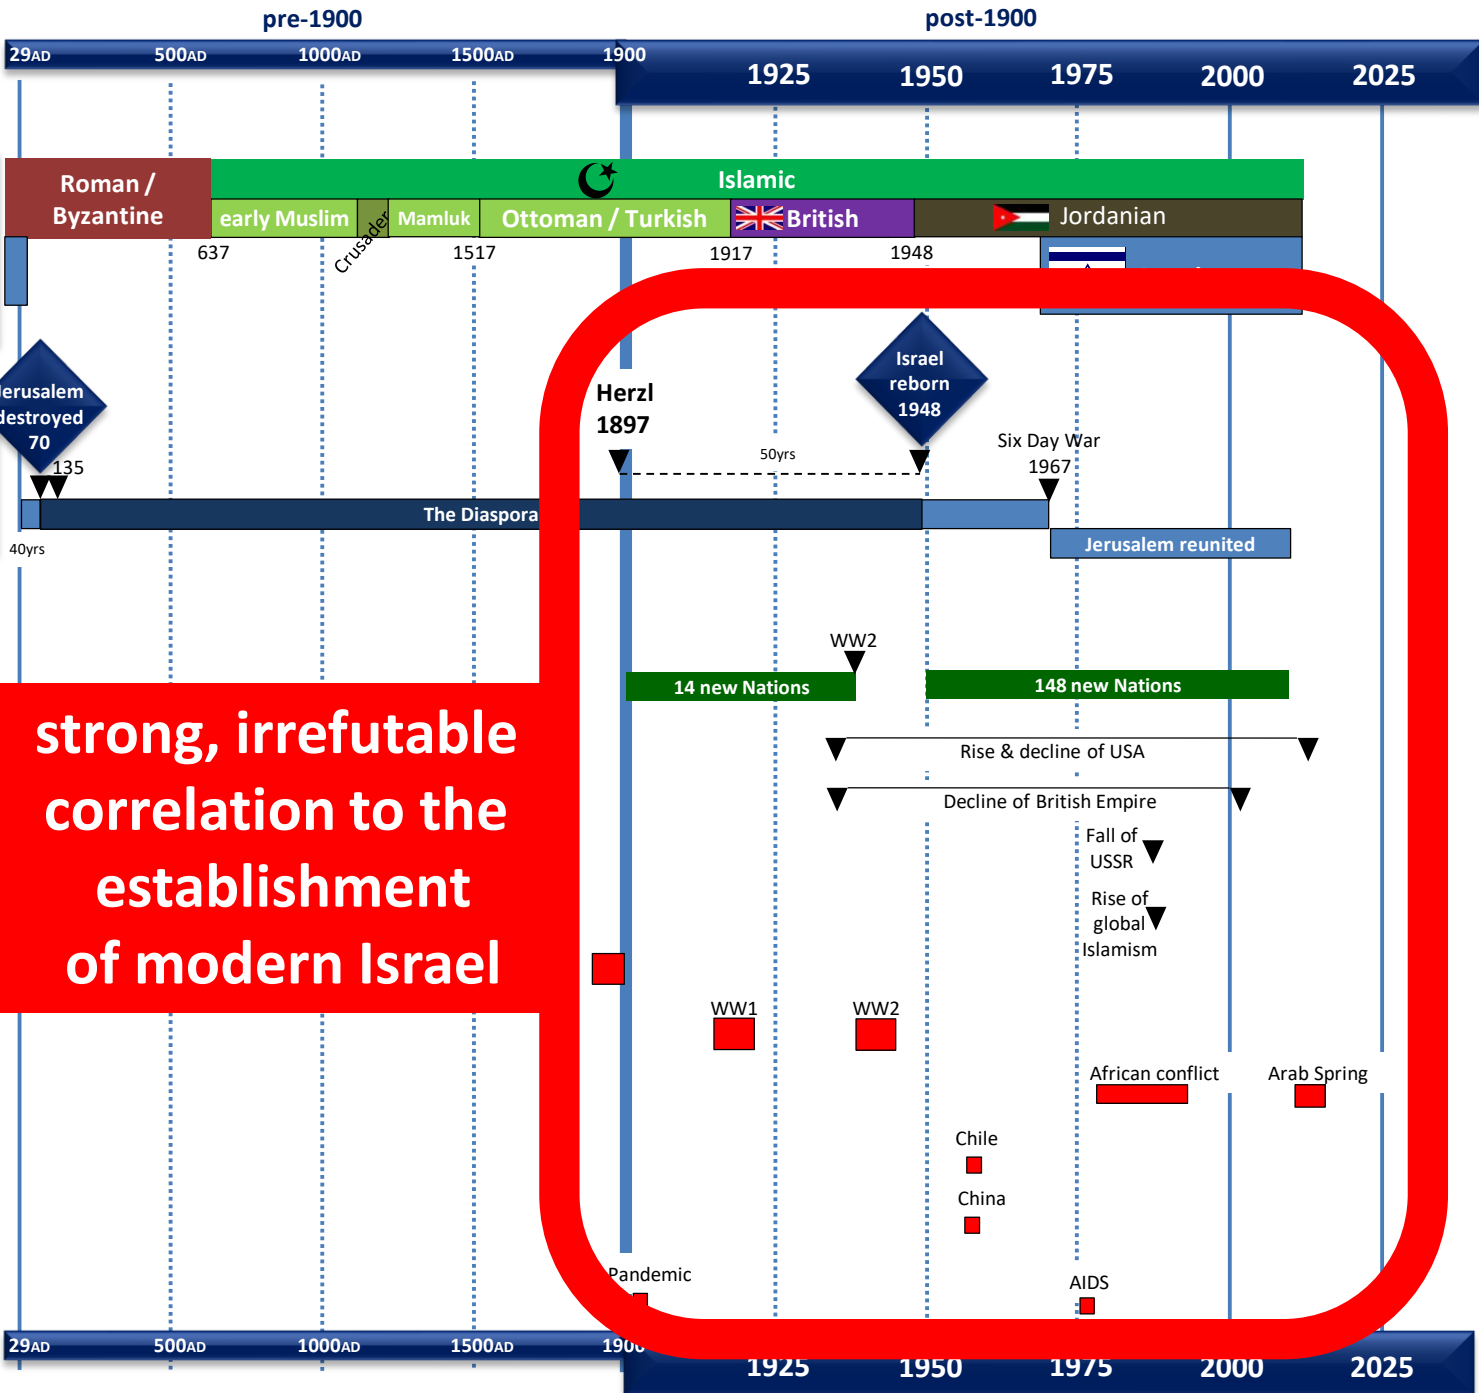 pre-1900
post-1900
29AD
500AD
1000AD
1500AD
1900
1925
1950
1975
2000
2025
Roman /
Byzantine
Islamic
early Muslim
Crusader
Mamluk
Ottoman / Turkish
British
Jordanian
637
1517
1917
1948
Jerusalem
destroyed
70
135
Herzl
1897
Israel
reborn
1948
50yrs
Six Day War
1967
The Diaspora
40yrs
Jerusalem reunited
WW2
14 new Nations
148 new Nations
strong, irrefutable
correlation to the
establishment
of modern Israel
Rise & decline of USA
Decline of British Empire
Fall of
USSR
Rise of
global
Islamism
WW1
WW2
African conflict
Arab Spring
Chile
China
Pandemic
AIDS
29AD
500AD
1000AD
1500AD
1900
1925
1950
1975
2000
2025